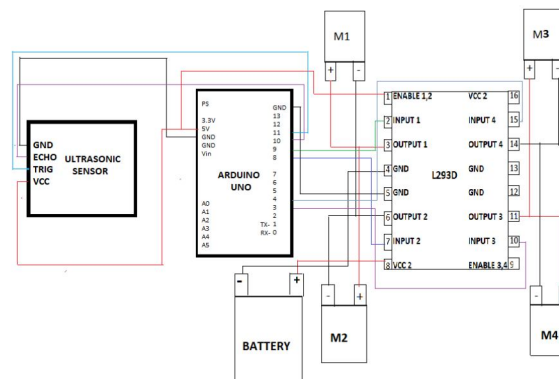 M1
+ -
M3
+ -
GND
ECHO
TRIG
VCC
ULTRASONIC
SENSOR
PS
3.3V
5V
GND
GND
Vin
A0
A1
A2
A3
A4
A5
ARDUINO
UNO
GND
13
12
11
10
9
8
7
6
5
4
3
2
TX- 1
RX- 0
1 ENABLE 1,2
2 INPUT 1
3 OUTPUT 1
4 GND
5 GND
6 OUTPUT 2
7 INPUT 2
8 VCC 2
L293D
VCC 2 16
INPUT 4 15
OUTPUT 4 14
GND 13
GND 12
OUTPUT 3 11
INPUT 3 10
ENABLE 3,4 9
- +
BATTERY
- +
M2
- +
M4